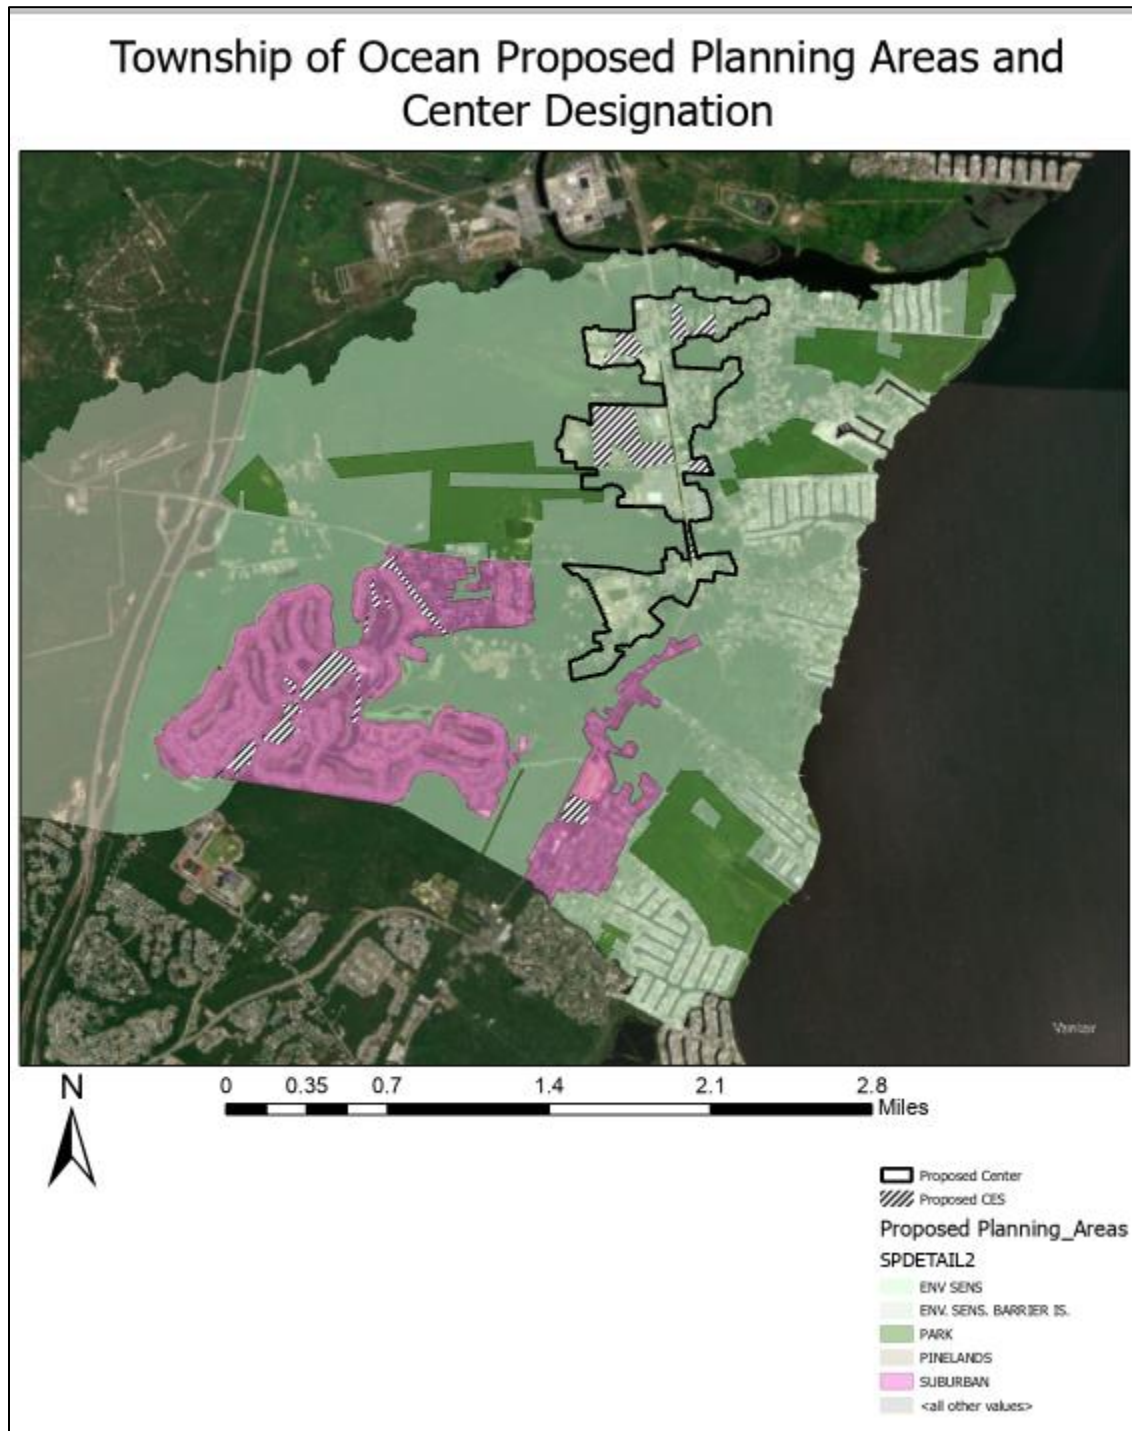 Township of Ocean Proposed Planning Areas and
Center Designation
Vantor
N
0 0.35 0.7 1.4 2.1 2.8
Miles
Proposed Center
Proposed CES
Proposed Planning_Areas
SPDETAIL2
ENV SENS
ENV. SENS. BARRIER IS.
PARK
PINELANDS
SUBURBAN
<all other values>